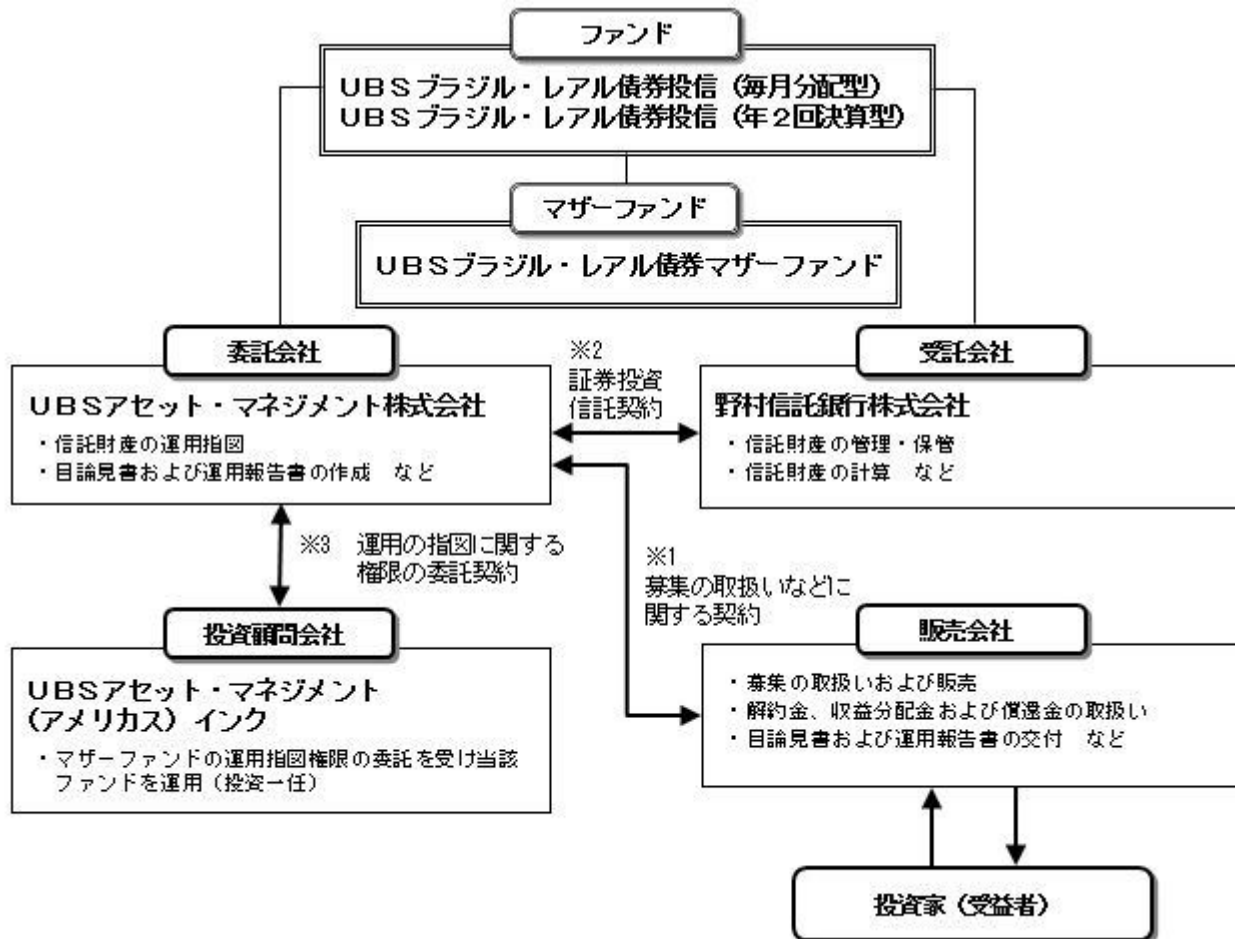 ファンド
UBSブラジル・レアル債券投信(毎月分配型)
UBSブラジル・レアル債券投信(年2回決算型)
マザーファンド
UBSブラジル・レアル債券マザーファンド
委託会社
UBSアセット・マネジメント株式会社
・信託財産の運用指図
・目論見書および運用報告書の作成 など
※2
証券投資
信託契約
受託会社
野村信託銀行株式会社
・信託財産の管理・保管
・信託財産の計算 など
※3 運用の指図に関する
権限の委託契約
※1
募集の取扱いなどに
関する契約
投資顧問会社
UBSアセット・マネジメント
(アメリカス)インク
・マザーファンドの運用指図権限の委託を受け当該
ファンドを運用(投資一任)
販売会社
・募集の取扱いおよび販売
・解約金、収益分配金および償還金の取扱い
・目論見書および運用報告書の交付 など
投資家(受益者)